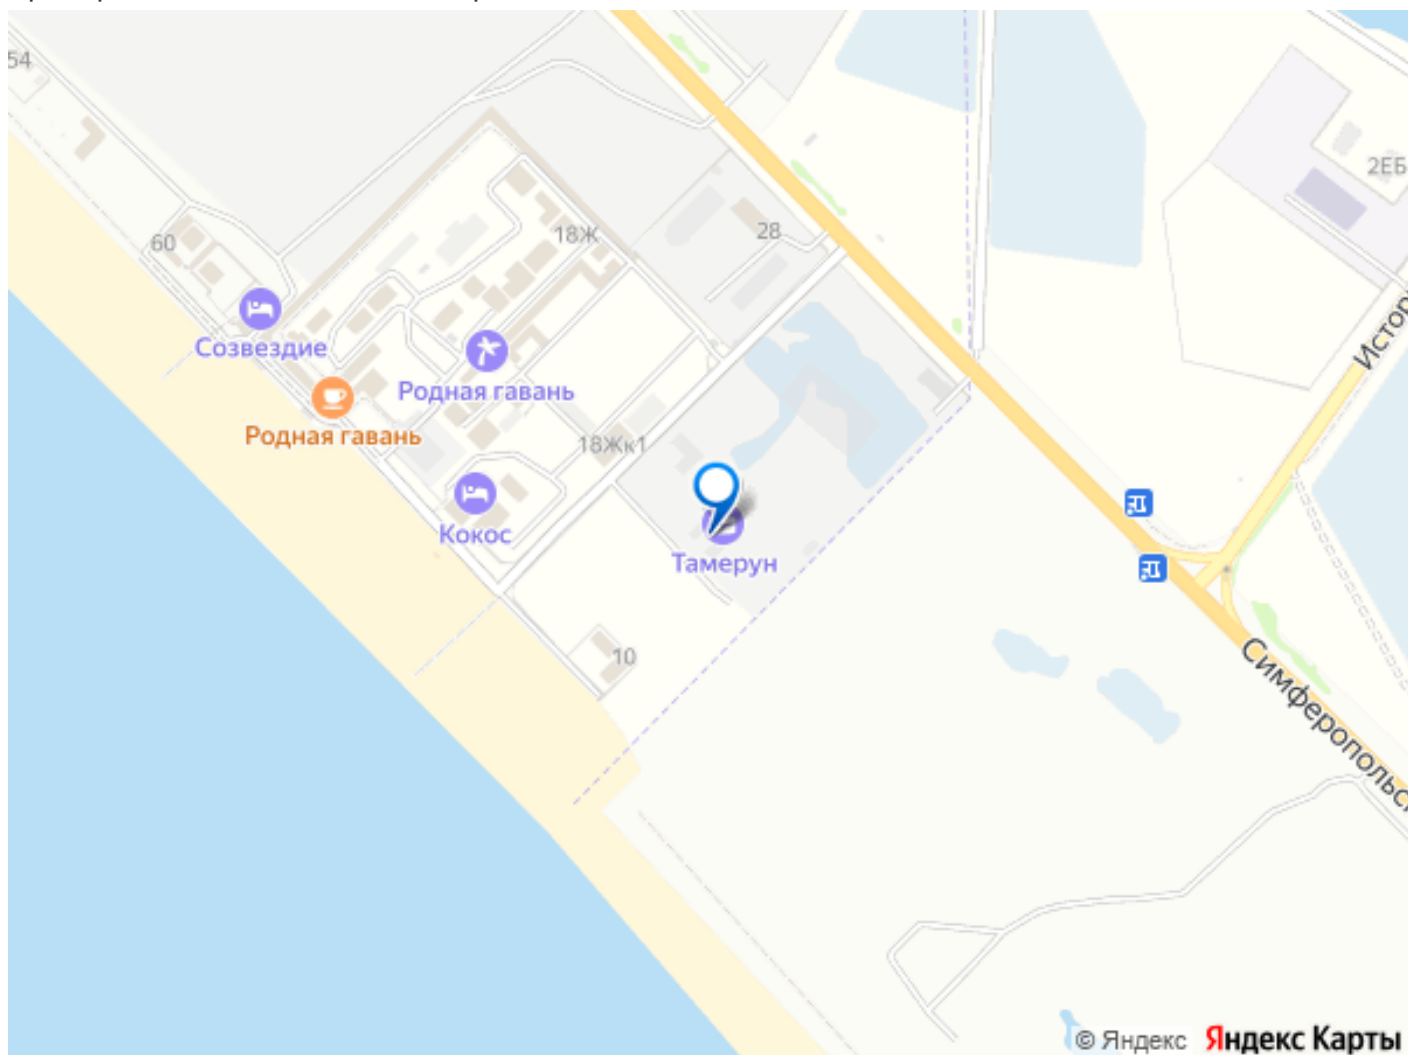 54
2ЕБ
28
18Ж
60
Истор
Созвездие
Родная гавань
Родная гавань
18Жк1
Кокос
Тамерун
10
Симферопольс
© Яндекс Яндекс Карты